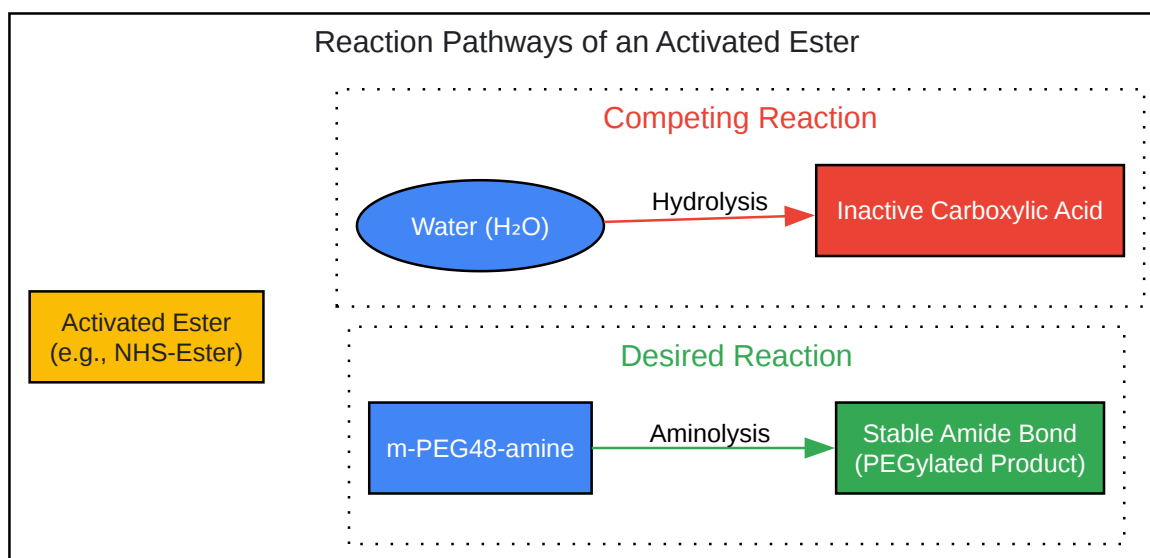 Reaction Pathways of an Activated Ester
Competing Reaction
Water (H₂O)
Hydrolysis
Inactive Carboxylic Acid
Activated Ester
(e.g., NHS-Ester)
Desired Reaction
m-PEG48-amine
Aminolysis
Stable Amide Bond
(PEGylated Product)